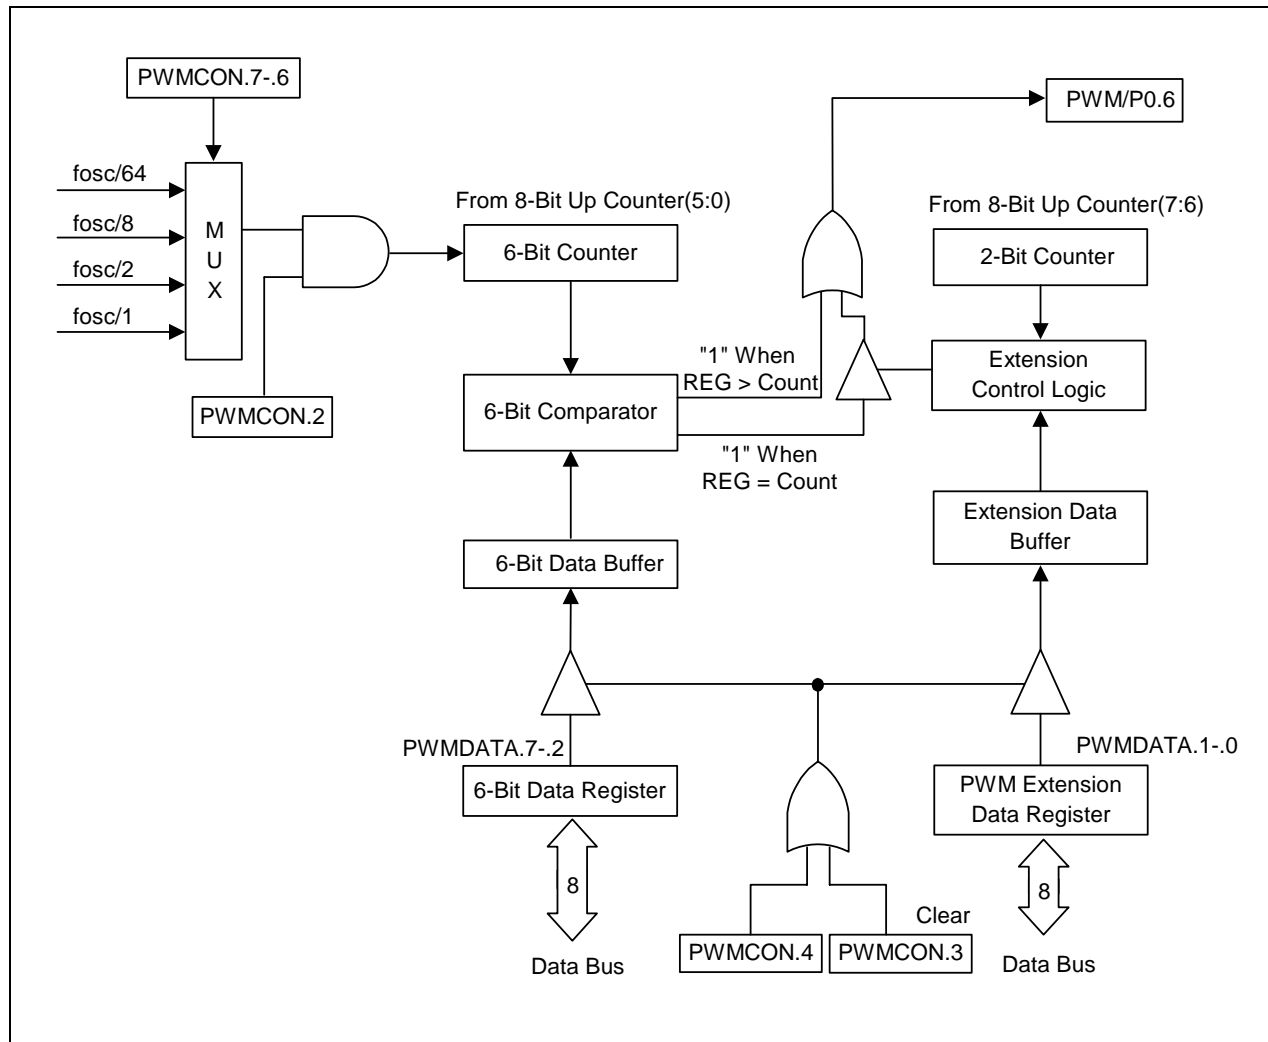 PWMCON.7-.6
PWM/P0.6
fosc/64
fosc/8
fosc/2
fosc/1
M
U
X
From 8-Bit Up Counter(5:0)
From 8-Bit Up Counter(7:6)
6-Bit Counter
2-Bit Counter
"1" When
REG > Count
Extension
Control Logic
PWMCON.2
6-Bit Comparator
"1" When
REG = Count
6-Bit Data Buffer
Extension Data
Buffer
PWMDATA.7-.2
PWMDATA.1-.0
6-Bit Data Register
PWM Extension
Data Register
8
8
Clear
PWMCON.4
PWMCON.3
Data Bus
Data Bus